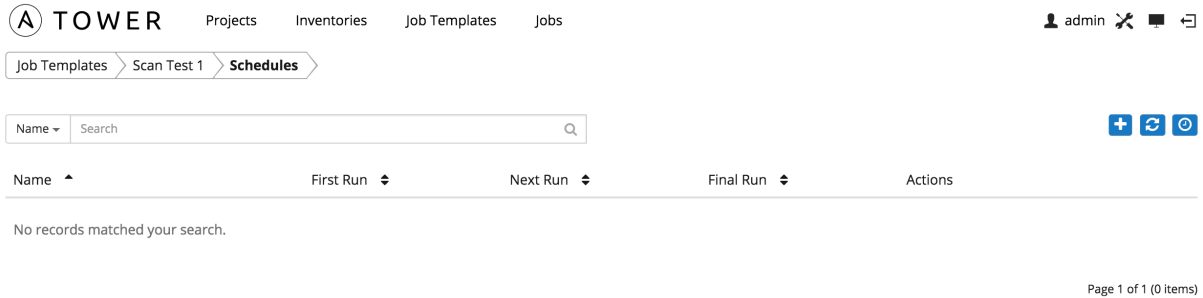 TOWER Projects Inventories Job Templates Jobs admin
Job Templates Scan Test 1 Schedules
Name Search
Name First Run Next Run Final Run Actions
No records matched your search.
Page 1 of 1 (0 items)